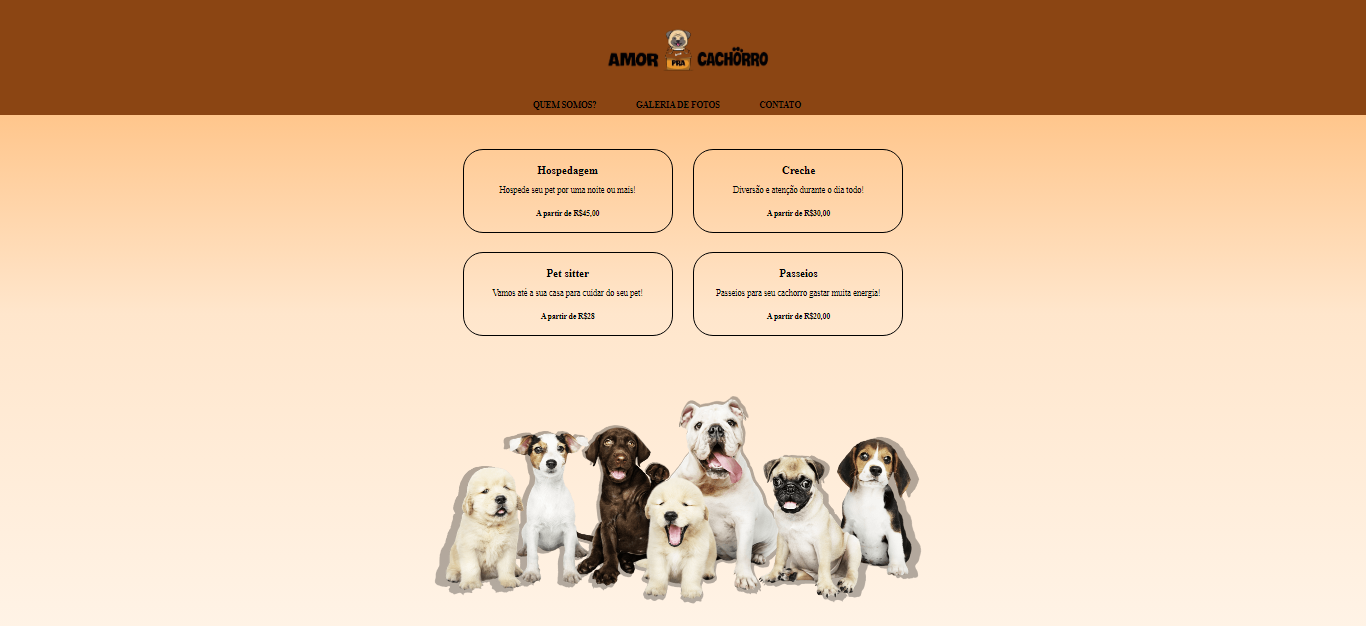 AMOR PRA CACHORRO
QUEM SOMOS? GALERIA DE FOTOS CONTATO
Hospedagem
Hospede seu pet por uma noite ou mais!
A partir de R$45,00
Creche
Diversão e atenção durante o dia todo!
A partir de R$30,00
Pet sitter
Vamos até a sua casa para cuidar do seu pet!
A partir de R$28
Passeios
Passeios para seu cachorro gastar muita energia!
A partir de R$20,00